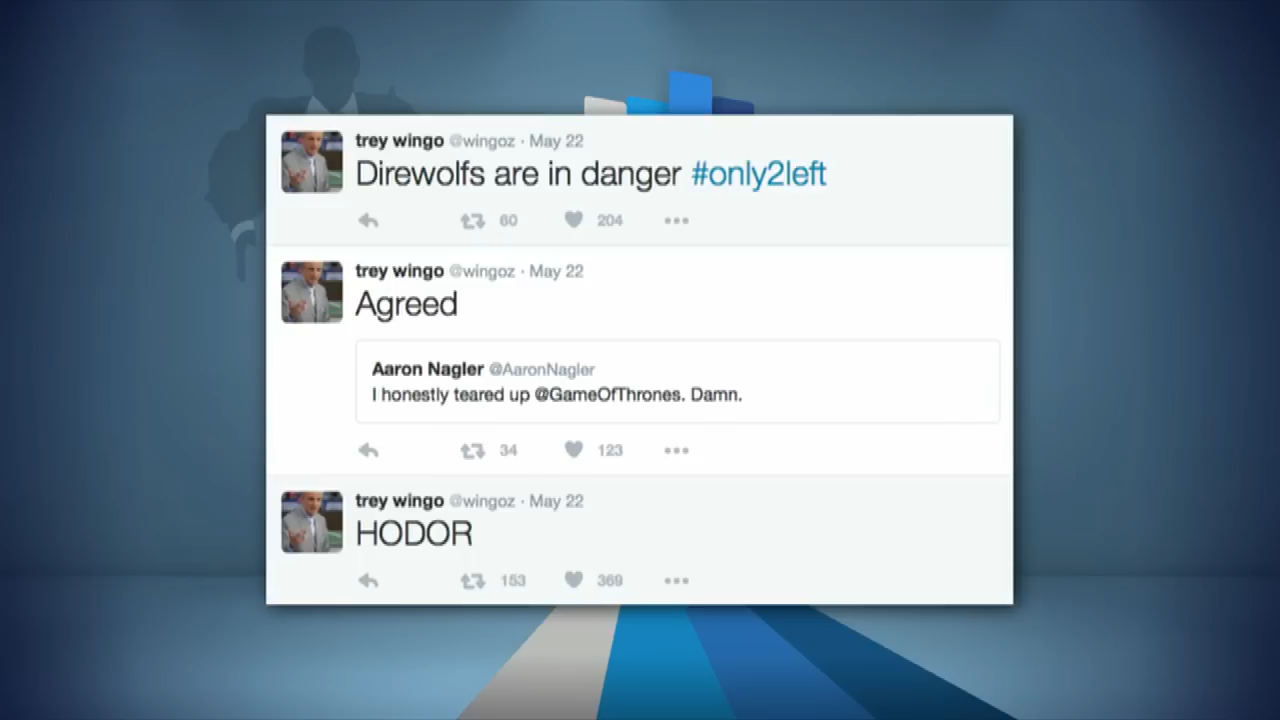 trey wingo @wingoz · May 22
Direwolfs are in danger #only2left
60 204
trey wingo @wingoz · May 22
Agreed
Aaron Nagler @AaronNagler
I honestly teared up @GameOfThrones. Damn.
34 123
trey wingo @wingoz · May 22
HODOR
153 369